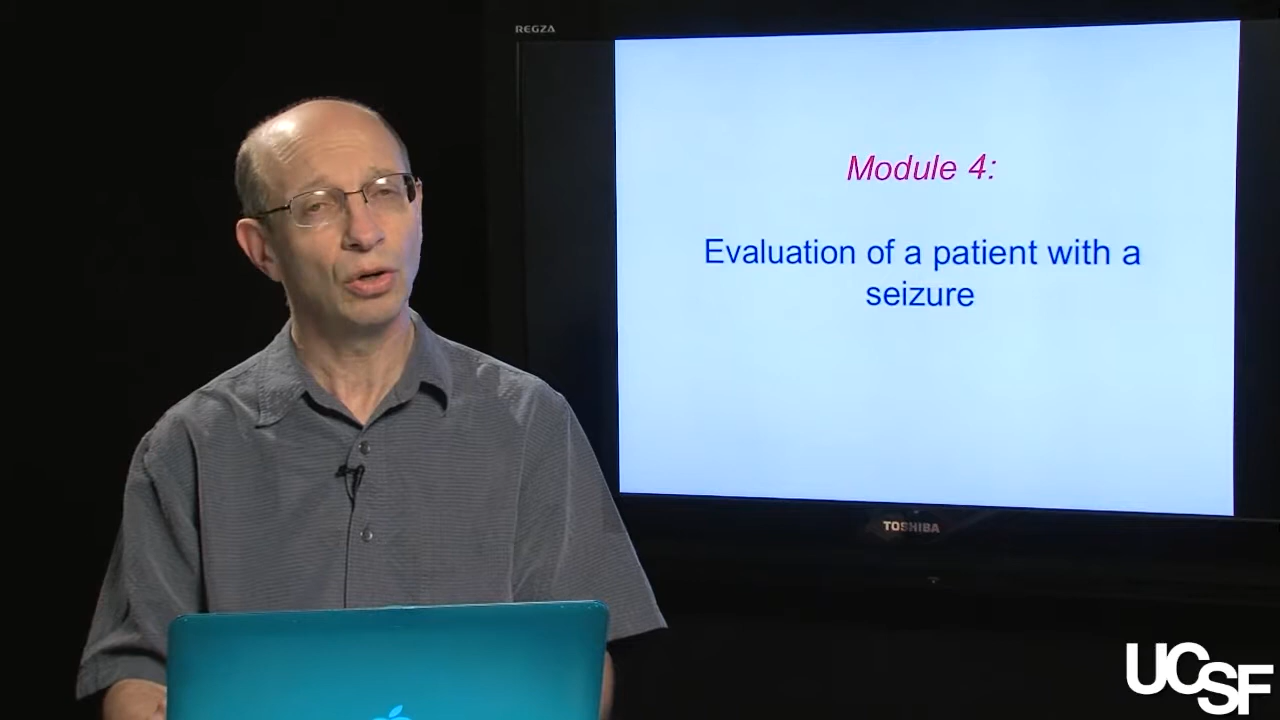 REGZA
Module 4:
Evaluation of a patient with a
seizure
TOSHIBA
UCSF